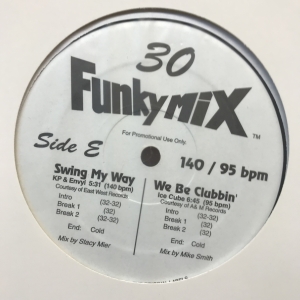 30
Funkymix
TM
For Promotional Use Only.
Side E
140 / 95 bpm
Swing My Way
KP & Envyi 5:31 (140 bpm)
Courtesy of East West Records
Intro (32-32)
Break 1 (32)
Break 2 (32-32)
End: Cold
Mix by Stacy Mier
We Be Clubbin'
Ice Cube 6:45 (95 bpm)
Courtesy of A& M Records
Intro (32-32)
Break 1 (32)
Break 2 (32)
End: Cold
Mix by Mike Smith